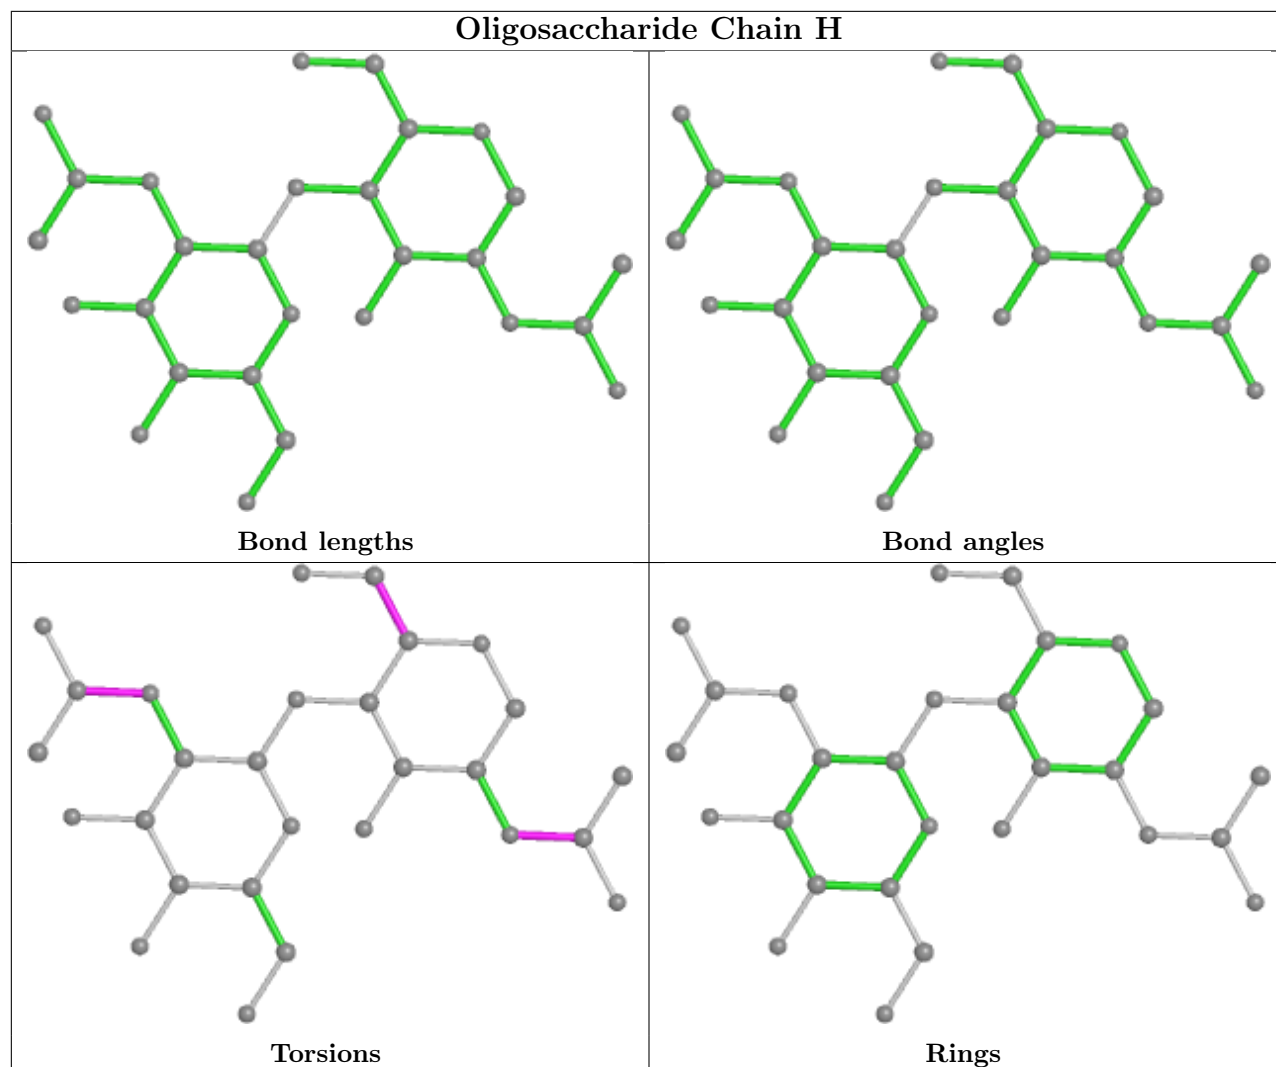 Oligosaccharide Chain H
Bond lengths
Bond angles
Torsions
Rings